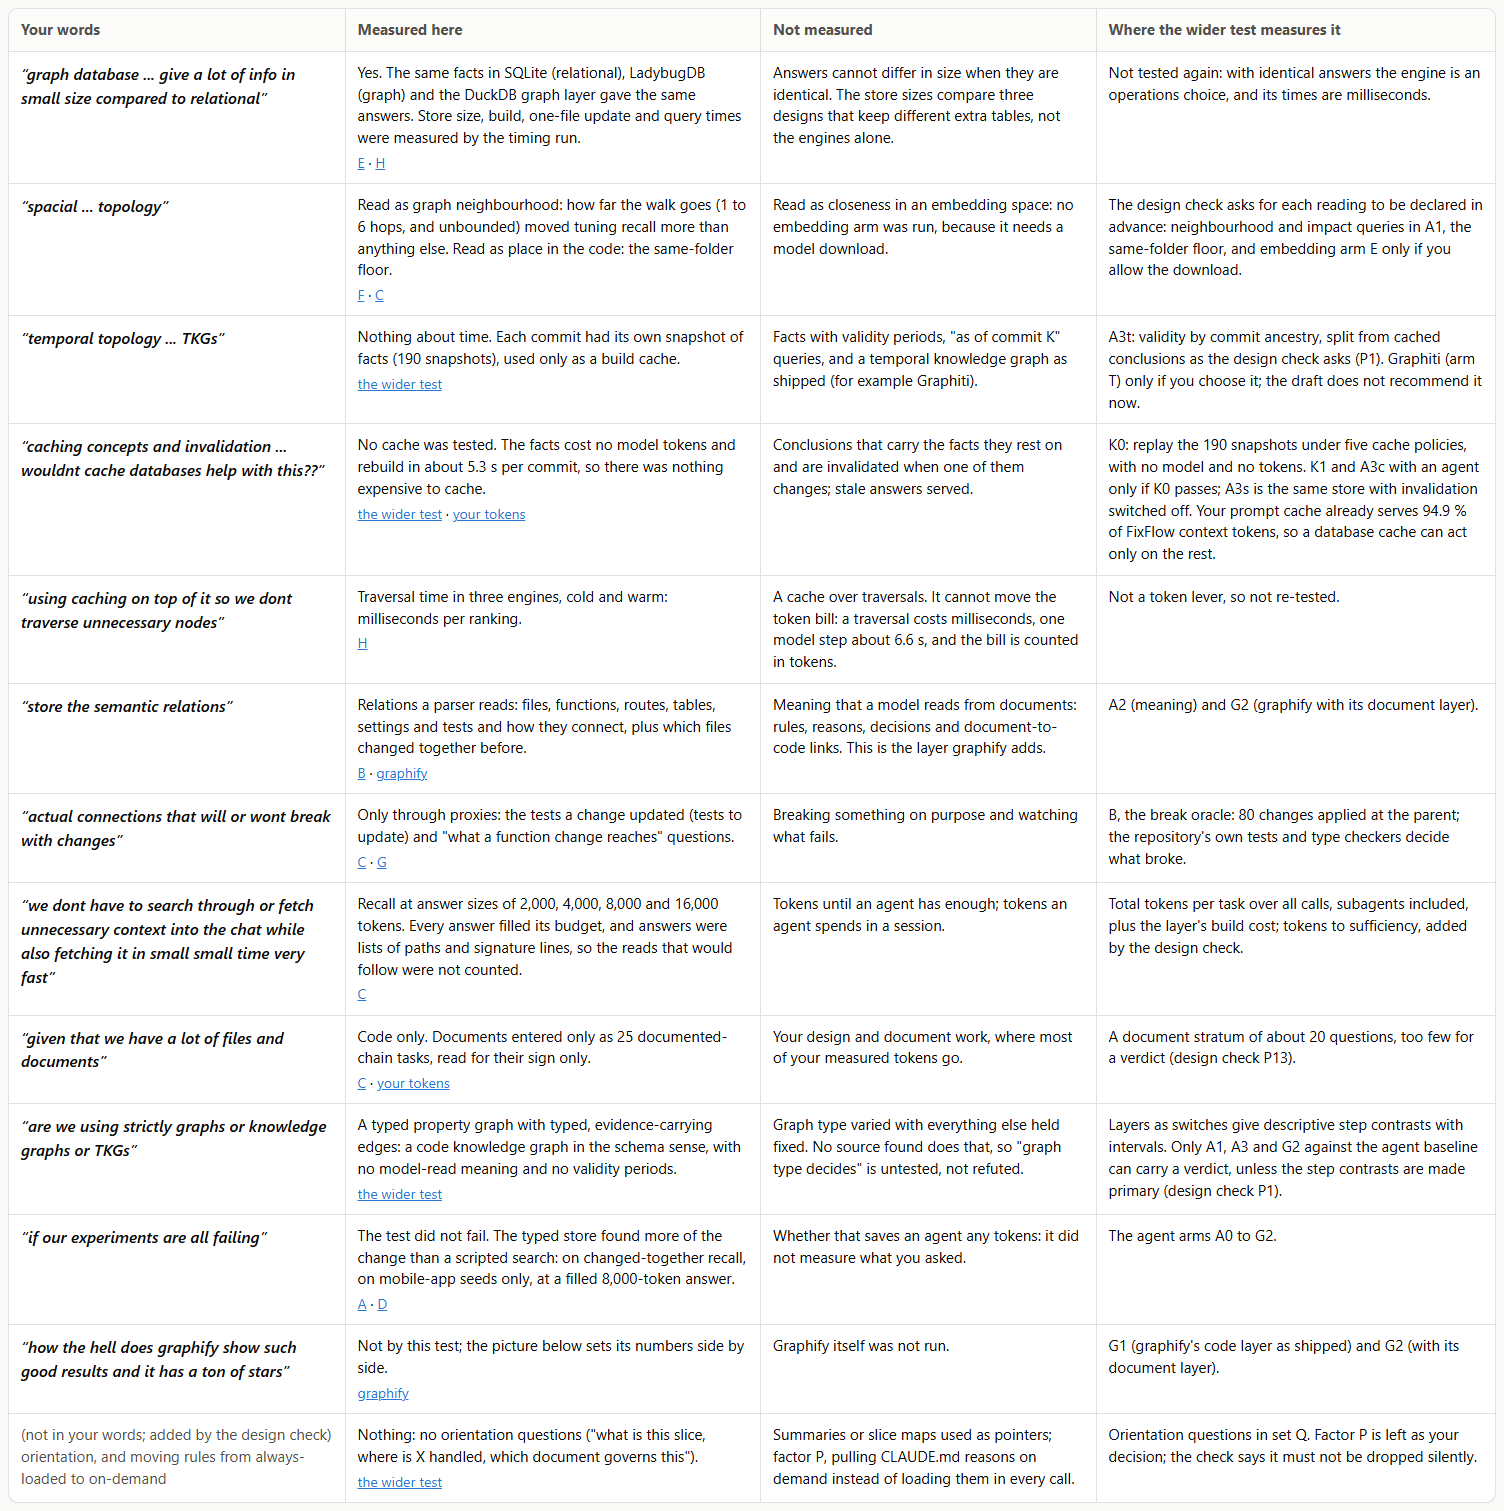 Your words
Measured here
Not measured
Where the wider test measures it
“graph database ... give a lot of info in
small size compared to relational”
Yes. The same facts in SQLite (relational), LadybugDB
(graph) and the DuckDB graph layer gave the same
answers. Store size, build, one-file update and query times
were measured by the timing run.
E · H
Answers cannot differ in size when they are
identical. The store sizes compare three
designs that keep different extra tables, not
the engines alone.
Not tested again: with identical answers the engine is an
operations choice, and its times are milliseconds.
“spacial ... topology”
Read as graph neighbourhood: how far the walk goes (1 to
6 hops, and unbounded) moved tuning recall more than
anything else. Read as place in the code: the same-folder
floor.
F · C
Read as closeness in an embedding space: no
embedding arm was run, because it needs a
model download.
The design check asks for each reading to be declared in
advance: neighbourhood and impact queries in A1, the
same-folder floor, and embedding arm E only if you
allow the download.
“temporal topology ... TKGs”
Nothing about time. Each commit had its own snapshot of
facts (190 snapshots), used only as a build cache.
the wider test
Facts with validity periods, "as of commit K"
queries, and a temporal knowledge graph as
shipped (for example Graphiti).
A3t: validity by commit ancestry, split from cached
conclusions as the design check asks (P1). Graphiti (arm
T) only if you choose it; the draft does not recommend it
now.
“caching concepts and invalidation ...
wouldnt cache databases help with this??”
No cache was tested. The facts cost no model tokens and
rebuild in about 5.3 s per commit, so there was nothing
expensive to cache.
the wider test · your tokens
Conclusions that carry the facts they rest on
and are invalidated when one of them
changes; stale answers served.
K0: replay the 190 snapshots under five cache policies,
with no model and no tokens. K1 and A3c with an agent
only if K0 passes; A3s is the same store with invalidation
switched off. Your prompt cache already serves 94.9 %
of FixFlow context tokens, so a database cache can act
only on the rest.
“using caching on top of it so we dont
traverse unnecessary nodes”
Traversal time in three engines, cold and warm:
milliseconds per ranking.
H
A cache over traversals. It cannot move the
token bill: a traversal costs milliseconds, one
model step about 6.6 s, and the bill is counted
in tokens.
Not a token lever, so not re-tested.
“store the semantic relations”
Relations a parser reads: files, functions, routes, tables,
settings and tests and how they connect, plus which files
changed together before.
B · graphify
Meaning that a model reads from documents:
rules, reasons, decisions and document-to-
code links. This is the layer graphify adds.
A2 (meaning) and G2 (graphify with its document layer).
“actual connections that will or wont break
with changes”
Only through proxies: the tests a change updated (tests to
update) and "what a function change reaches" questions.
C · G
Breaking something on purpose and watching
what fails.
B, the break oracle: 80 changes applied at the parent;
the repository's own tests and type checkers decide
what broke.
“we dont have to search through or fetch
unnecessary context into the chat while
also fetching it in small small time very
fast”
Recall at answer sizes of 2,000, 4,000, 8,000 and 16,000
tokens. Every answer filled its budget, and answers were
lists of paths and signature lines, so the reads that would
follow were not counted.
C
Tokens until an agent has enough; tokens an
agent spends in a session.
Total tokens per task over all calls, subagents included,
plus the layer's build cost; tokens to sufficiency, added
by the design check.
“given that we have a lot of files and
documents”
Code only. Documents entered only as 25 documented-
chain tasks, read for their sign only.
C · your tokens
Your design and document work, where most
of your measured tokens go.
A document stratum of about 20 questions, too few for
a verdict (design check P13).
“are we using strictly graphs or knowledge
graphs or TKGs”
A typed property graph with typed, evidence-carrying
edges: a code knowledge graph in the schema sense, with
no model-read meaning and no validity periods.
the wider test
Graph type varied with everything else held
fixed. No source found does that, so "graph
type decides" is untested, not refuted.
Layers as switches give descriptive step contrasts with
intervals. Only A1, A3 and G2 against the agent baseline
can carry a verdict, unless the step contrasts are made
primary (design check P1).
“if our experiments are all failing”
The test did not fail. The typed store found more of the
change than a scripted search: on changed-together recall,
on mobile-app seeds only, at a filled 8,000-token answer.
A · D
Whether that saves an agent any tokens: it did
not measure what you asked.
The agent arms A0 to G2.
“how the hell does graphify show such
good results and it has a ton of stars”
Not by this test; the picture below sets its numbers side by
side.
graphify
Graphify itself was not run.
G1 (graphify's code layer as shipped) and G2 (with its
document layer).
(not in your words; added by the design check)
orientation, and moving rules from always-
loaded to on-demand
Nothing: no orientation questions ("what is this slice,
where is X handled, which document governs this").
the wider test
Summaries or slice maps used as pointers;
factor P, pulling CLAUDE.md reasons on
demand instead of loading them in every call.
Orientation questions in set Q. Factor P is left as your
decision; the check says it must not be dropped silently.